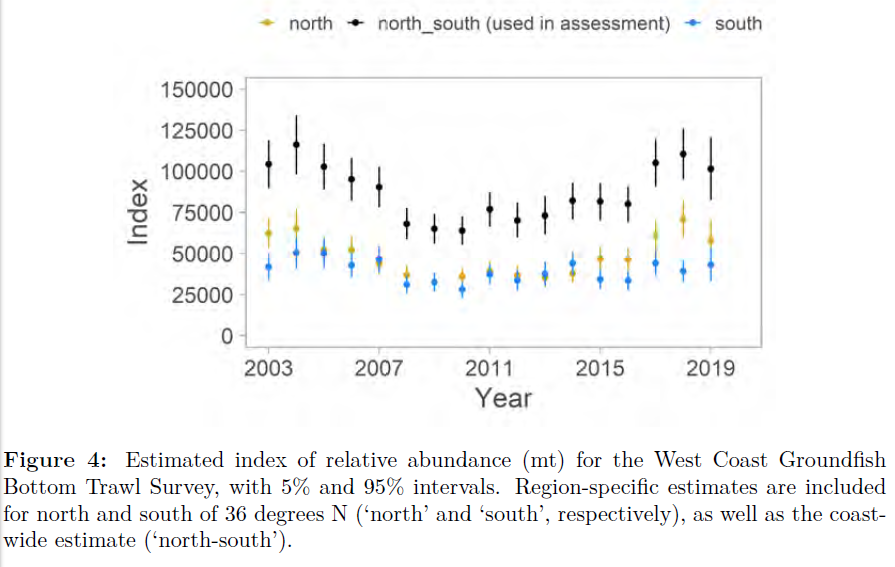 north north_south (used in assessment) south
150000
125000
100000
75000
50000
25000
0
Index
2003 2007 2011 2015 2019
Year
Figure 4: Estimated index of relative abundance (mt) for the West Coast Groundfish
Bottom Trawl Survey, with 5% and 95% intervals. Region-specific estimates are included
for north and south of 36 degrees N (‘north’ and ‘south’, respectively), as well as the coast-
wide estimate (‘north-south’).